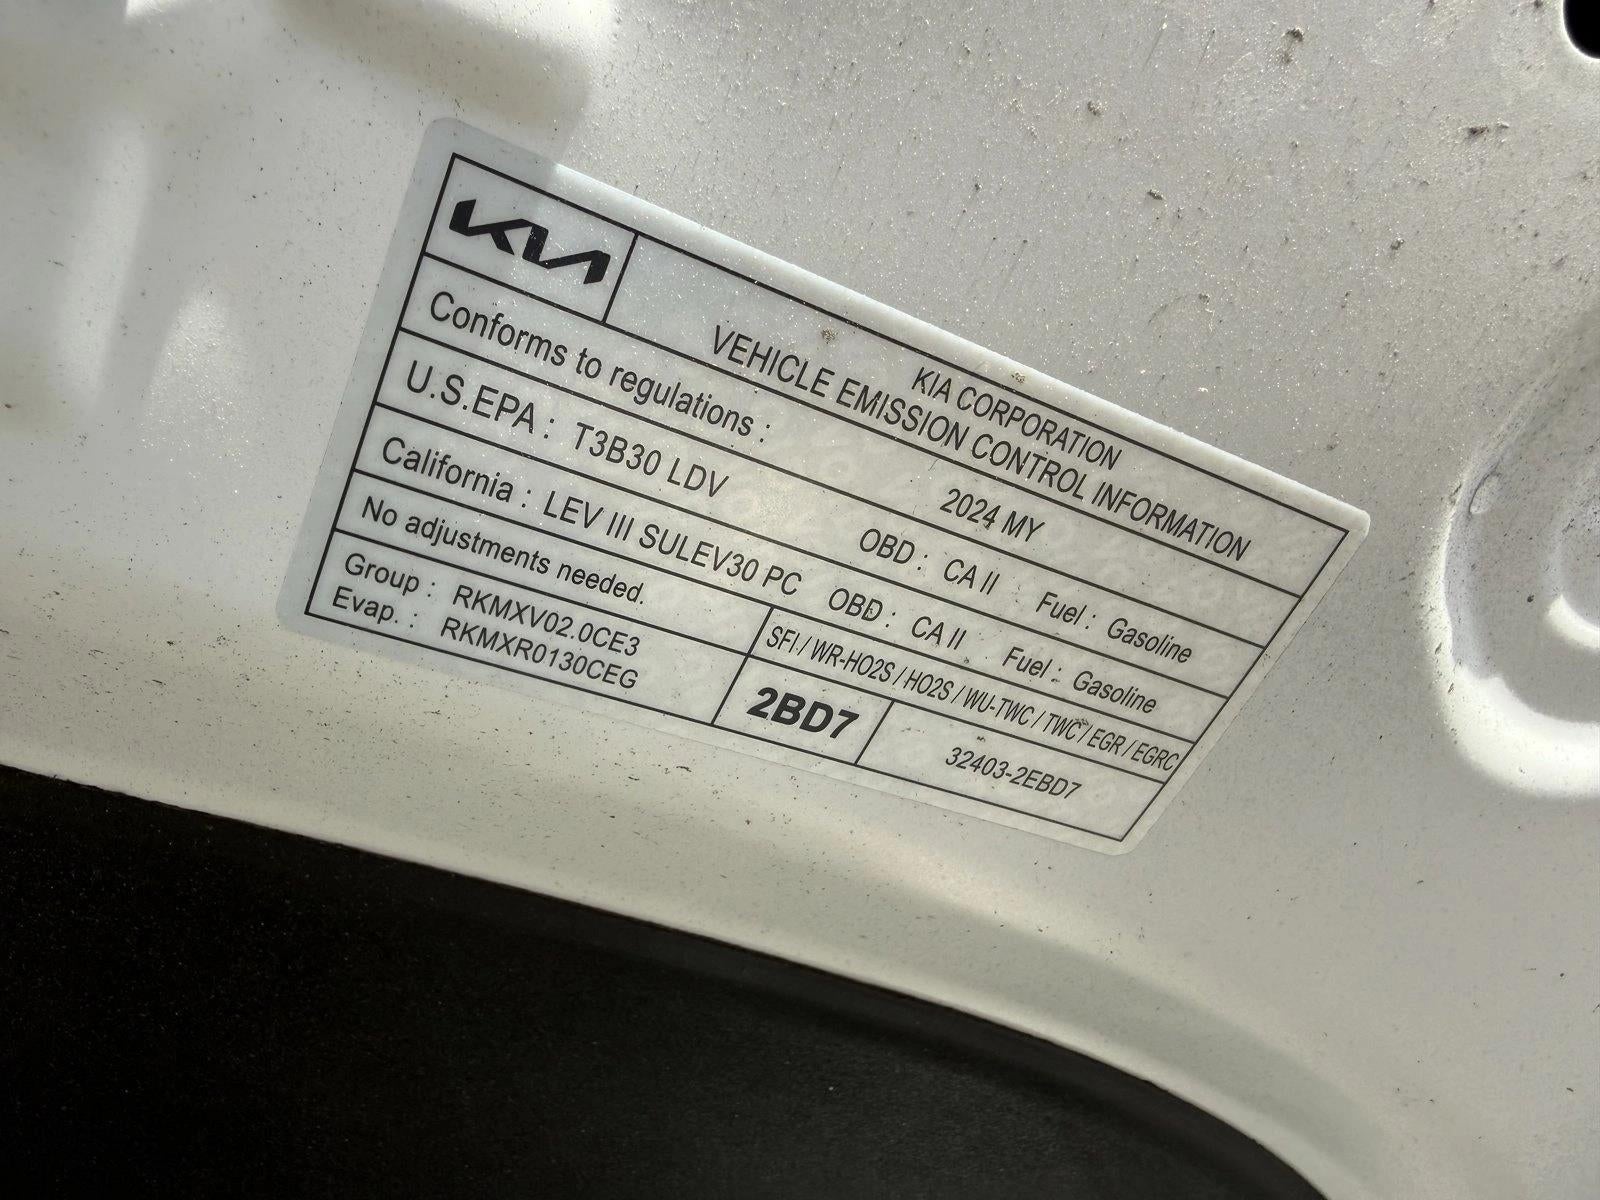 KIA
KIA CORPORATION
VEHICLE EMISSION CONTROL INFORMATION
Conforms to regulations : 2024 MY
U.S.EPA : T3B30 LDV OBD : CA II Fuel : Gasoline
California : LEV III SULEV30 PC OBD : CA II Fuel : Gasoline
No adjustments needed.
SFI / WR-HO2S / HO2S / WU-TWC / TWC / EGR / EGRC
Group : RKMXV02.0CE3
Evap. : RKMXR0130CEG
2BD7
32403-2EBD7